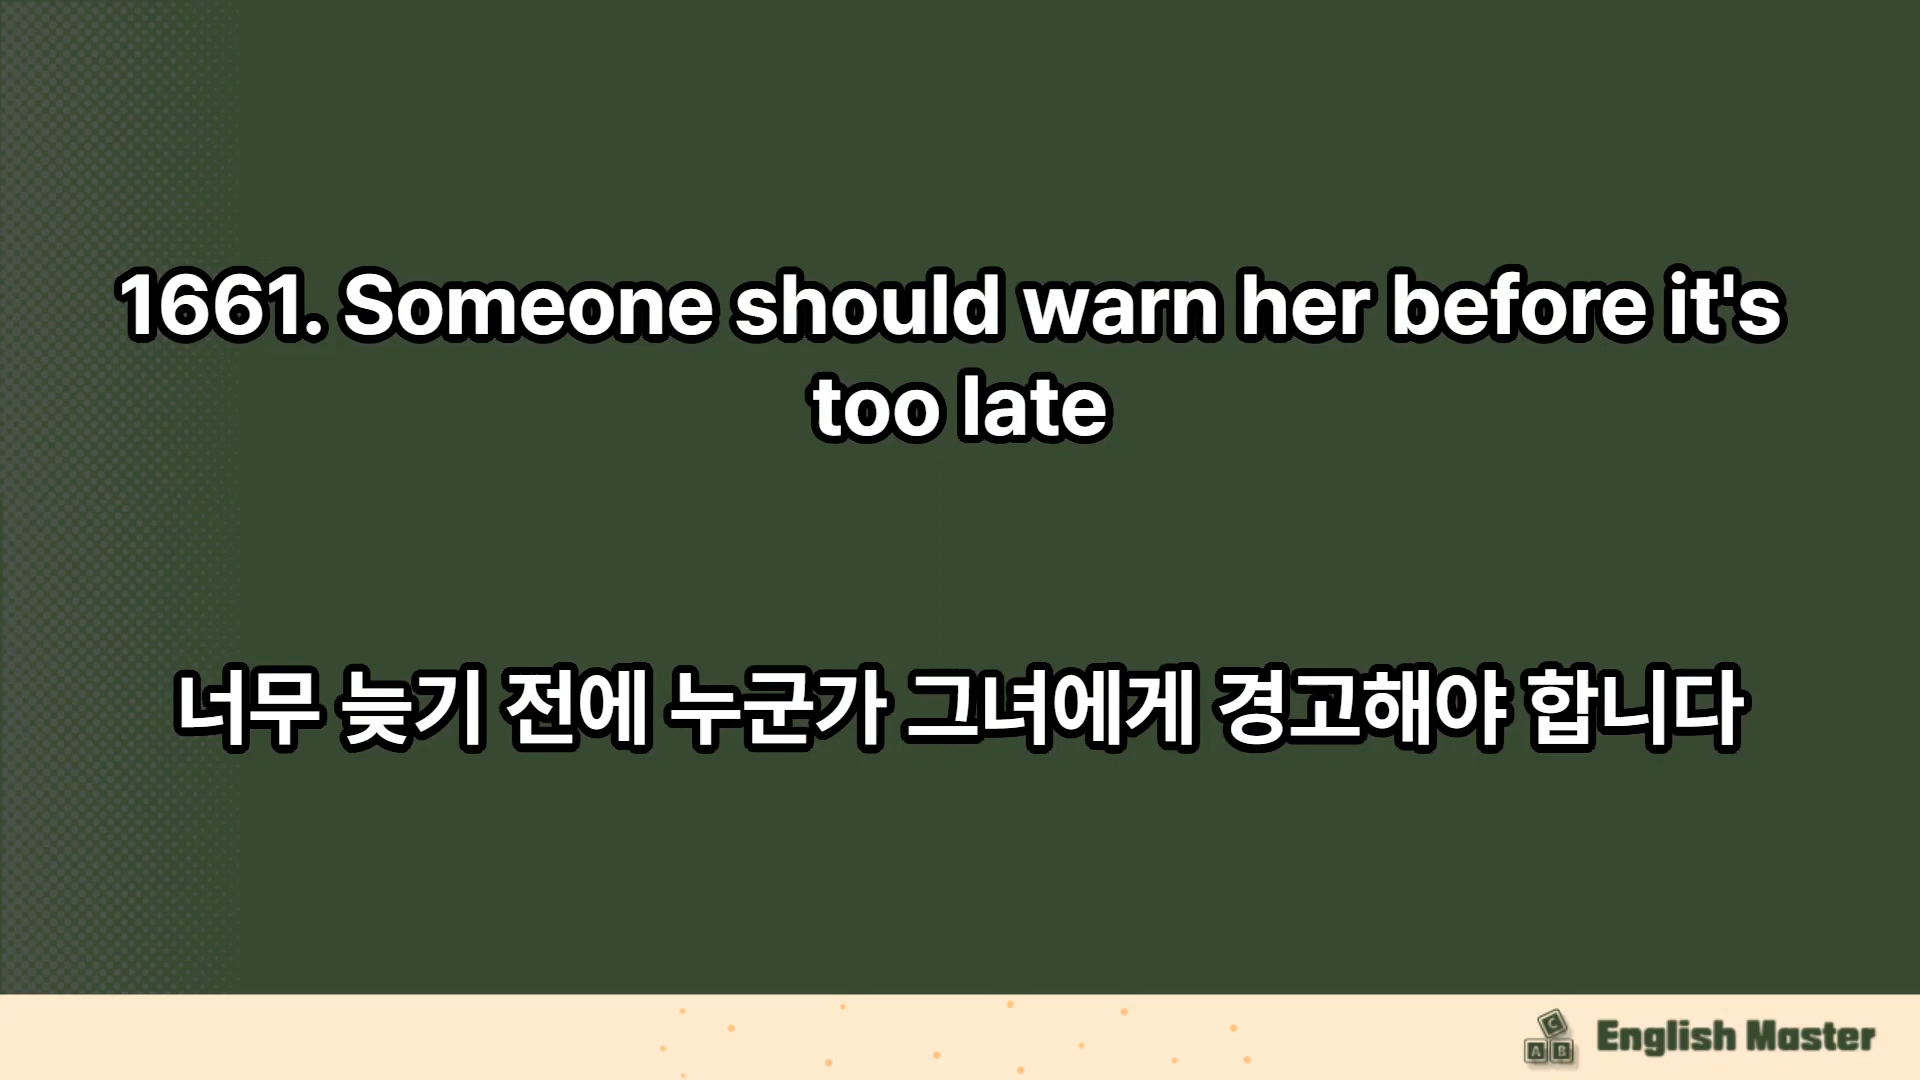 1661. Someone should warn her before it's
too late
너무 늦기 전에 누군가 그녀에게 경고해야 합니다
C
A B
English Master